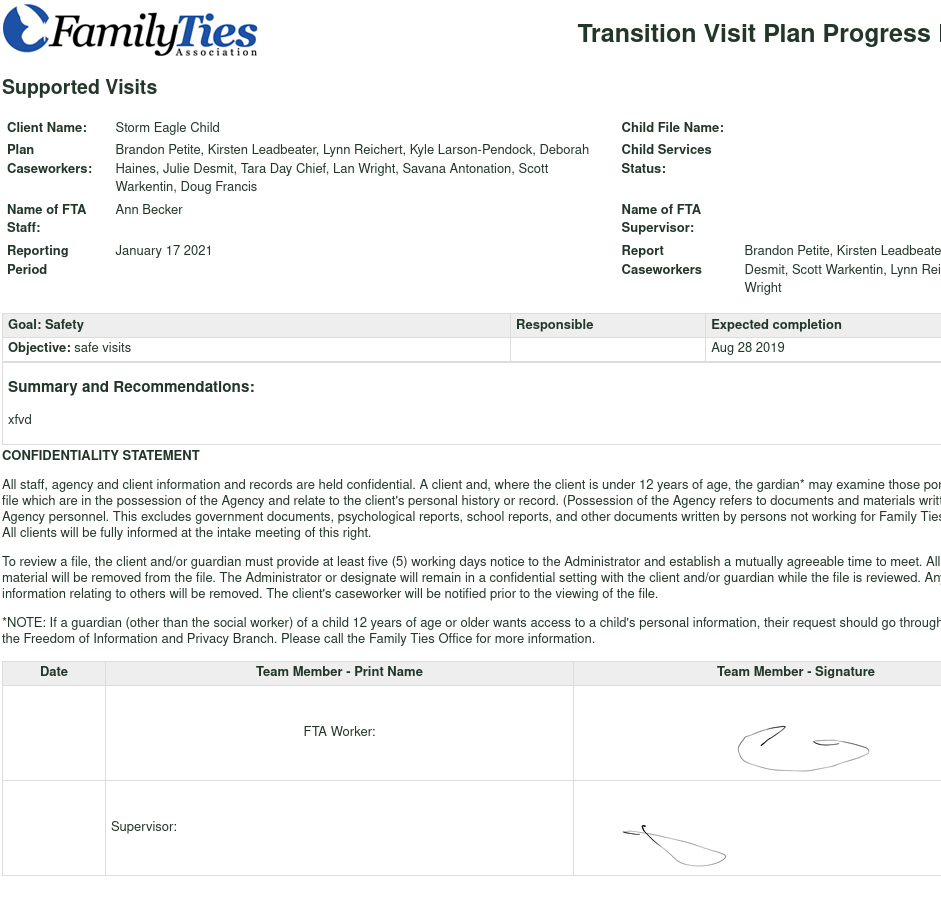 FamilyTies
Association
Transition Visit Plan Progress
Supported Visits
Client Name: Storm Eagle Child Child File Name:
Plan Brandon Petite, Kirsten Leadbeater, Lynn Reichert, Kyle Larson-Pendock, Deborah Child Services
Caseworkers: Haines, Julie Desmit, Tara Day Chief, Lan Wright, Savana Antonation, Scott Status:
Warkentin, Doug Francis
Name of FTA Ann Becker Name of FTA
Staff: Supervisor:
Reporting January 17 2021 Report Brandon Petite, Kirsten Leadbeate
Period Caseworkers Desmit, Scott Warkentin, Lynn Rei
Wright
Goal: Safety Responsible Expected completion
Objective: safe visits Aug 28 2019
Summary and Recommendations:
xfvd
CONFIDENTIALITY STATEMENT
All staff, agency and client information and records are held confidential. A client and, where the client is under 12 years of age, the gardian* may examine those por
file which are in the possession of the Agency and relate to the client's personal history or record. (Possession of the Agency refers to documents and materials writt
Agency personnel. This excludes government documents, psychological reports, school reports, and other documents written by persons not working for Family Ties
All clients will be fully informed at the intake meeting of this right.
To review a file, the client and/or guardian must provide at least five (5) working days notice to the Administrator and establish a mutually agreeable time to meet. All
material will be removed from the file. The Administrator or designate will remain in a confidential setting with the client and/or guardian while the file is reviewed. An
information relating to others will be removed. The client's caseworker will be notified prior to the viewing of the file.
*NOTE: If a guardian (other than the social worker) of a child 12 years of age or older wants access to a child's personal information, their request should go through
the Freedom of Information and Privacy Branch. Please call the Family Ties Office for more information.
Date Team Member - Print Name Team Member - Signature
FTA Worker:
Supervisor: